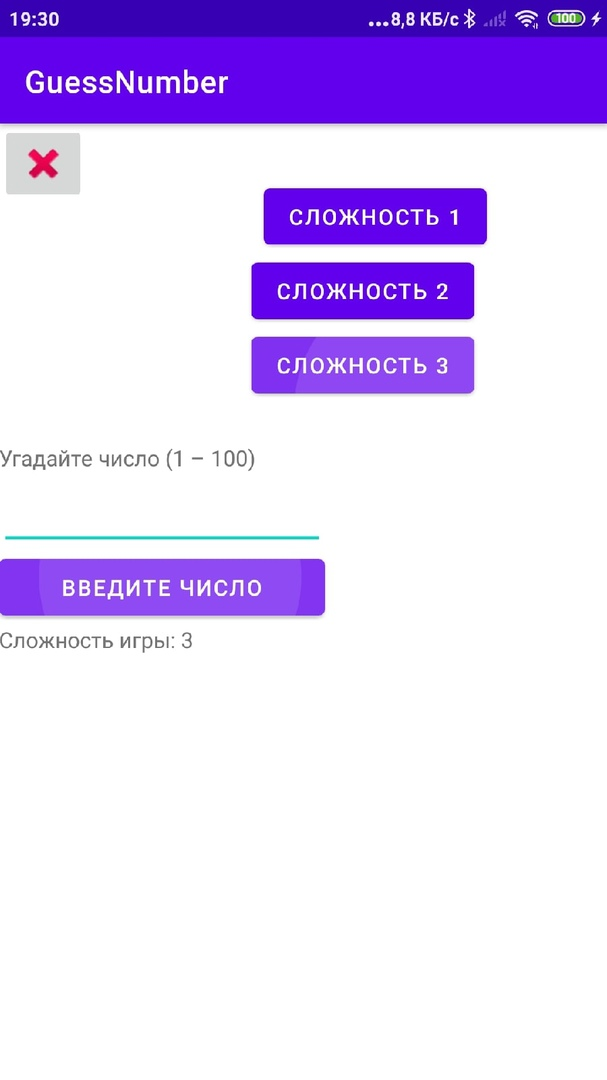 19:30
...8,8 КБ/с 100
GuessNumber
СЛОЖНОСТЬ 1
СЛОЖНОСТЬ 2
СЛОЖНОСТЬ 3
Угадайте число (1 – 100)
ВВЕДИТЕ ЧИСЛО
Сложность игры: 3